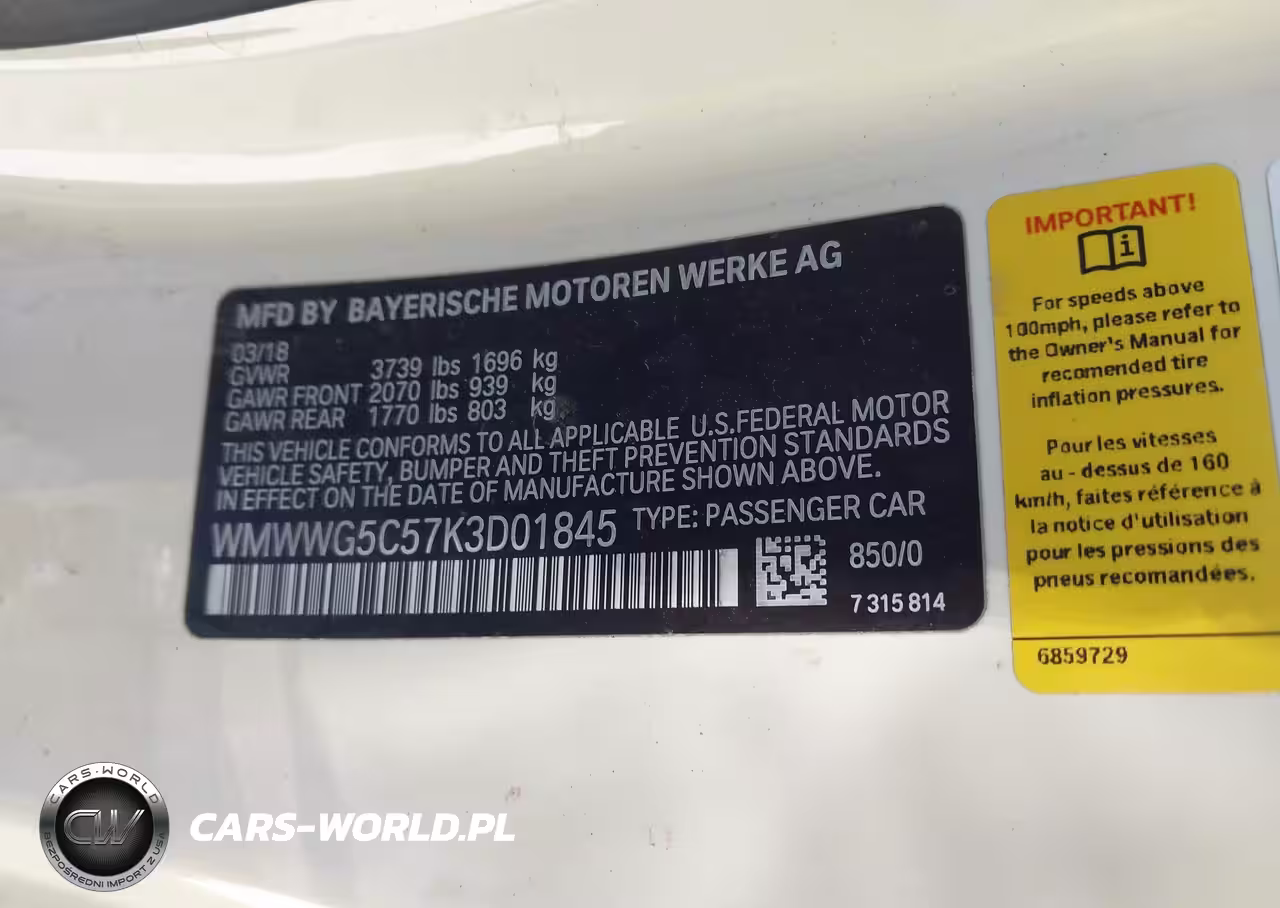 MFD BY BAYERISCHE MOTOREN WERKE AG
03/18
GVWR 3739 lbs 1696 kg
GAWR FRONT 2070 lbs 939 kg
GAWR REAR 1770 lbs 803 kg
THIS VEHICLE CONFORMS TO ALL APPLICABLE U.S.FEDERAL MOTOR
VEHICLE SAFETY, BUMPER AND THEFT PREVENTION STANDARDS
IN EFFECT ON THE DATE OF MANUFACTURE SHOWN ABOVE.
WMWWG5C57K3D01845 TYPE: PASSENGER CAR
850/0
7 315 814
IMPORTANT!
For speeds above
100mph, please refer to
the Owner's Manual for
recomended tire
inflation pressures.
Pour les vitesses
au - dessus de 160
km/h, faites référence à
la notice d'utilisation
pour les pressions des
pneus recomandées.
6859729
CARS-WORLD
CW
BEZPOŚREDNI IMPORT Z USA
CARS-WORLD.PL